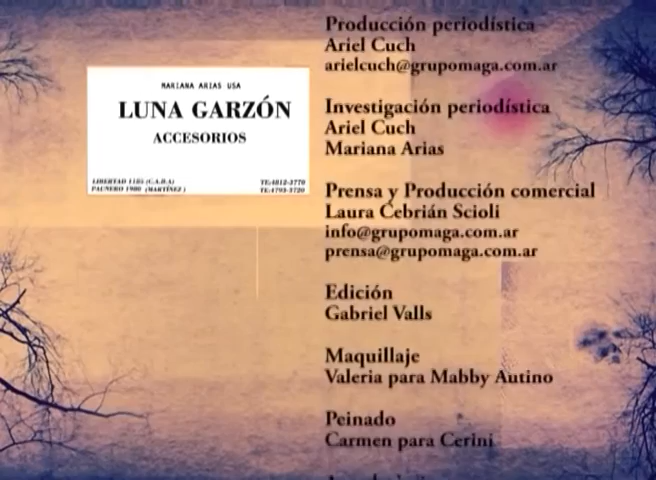 MARIANA ARIAS USA
LUNA GARZÓN
ACCESORIOS
LIBERTAD 1185 (C.A.B.A)
PAUNERO 1980 (MARTÍNEZ)
TE:4812-3770
TE:4793-3720
Producción periodística
Ariel Cuch
arielcuch@grupomaga.com.ar
Investigación periodística
Ariel Cuch
Mariana Arias
Prensa y Producción comercial
Laura Cebrián Scioli
info@grupomaga.com.ar
prensa@grupomaga.com.ar
Edición
Gabriel Valls
Maquillaje
Valeria para Mabby Autino
Peinado
Carmen para Cerini